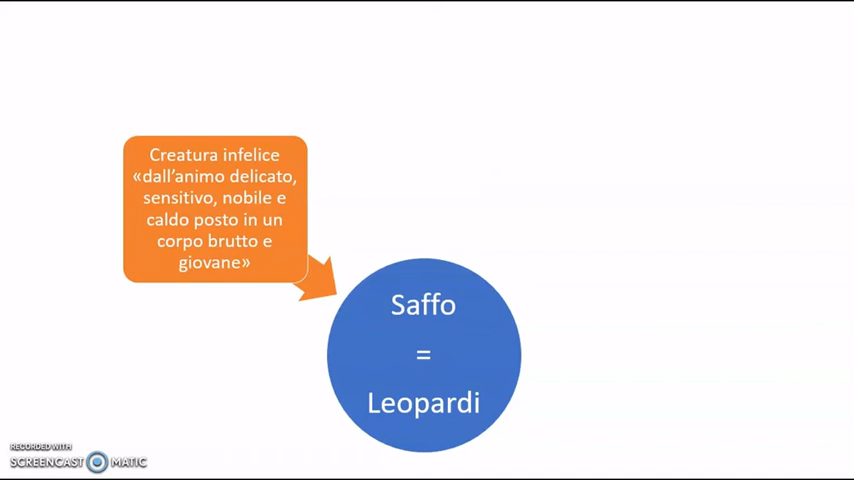 Creatura infelice
«dall’animo delicato,
sensitivo, nobile e
caldo posto in un
corpo brutto e
giovane»
Saffo
=
Leopardi
RECORDED WITH
SCREENCAST MATIC